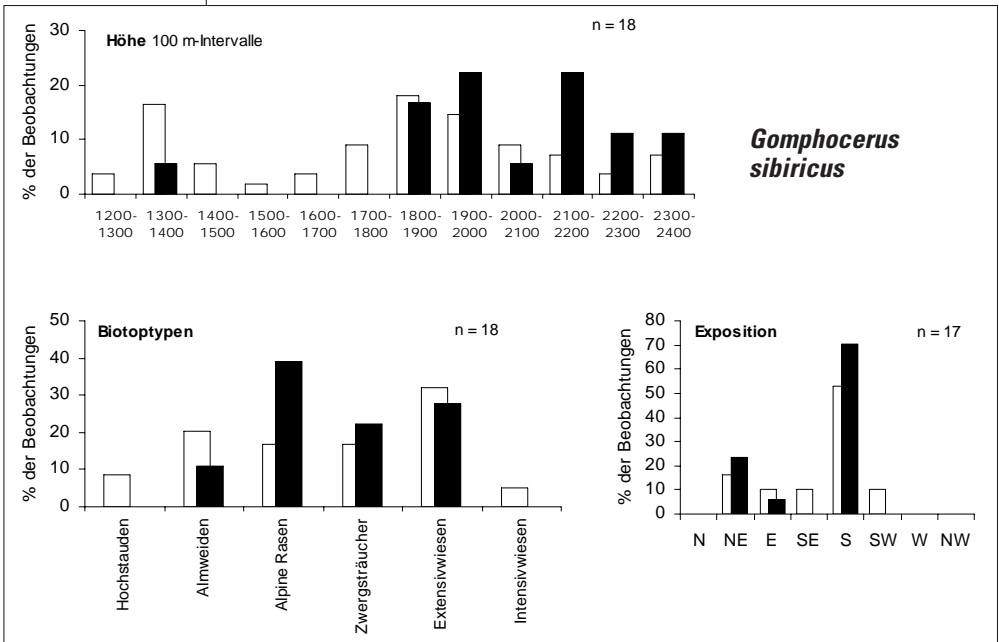 Höhe 100 m-Intervalle
n = 18
% der Beobachtungen
30
20
10
0
1200-1300 1300-1400 1400-1500 1500-1600 1600-1700 1700-1800 1800-1900 1900-2000 2000-2100 2100-2200 2200-2300 2300-2400
Gomphocerus
sibiricus
Biotoptypen
n = 18
% der Beobachtungen
50
40
30
20
10
0
Hochstauden
Almweiden
Alpine Rasen
Zwergsträucher
Extensivwiesen
Intensivwiesen
Exposition
n = 17
% der Beobachtungen
80
70
60
50
40
30
20
10
0
N NE E SE S SW W NW